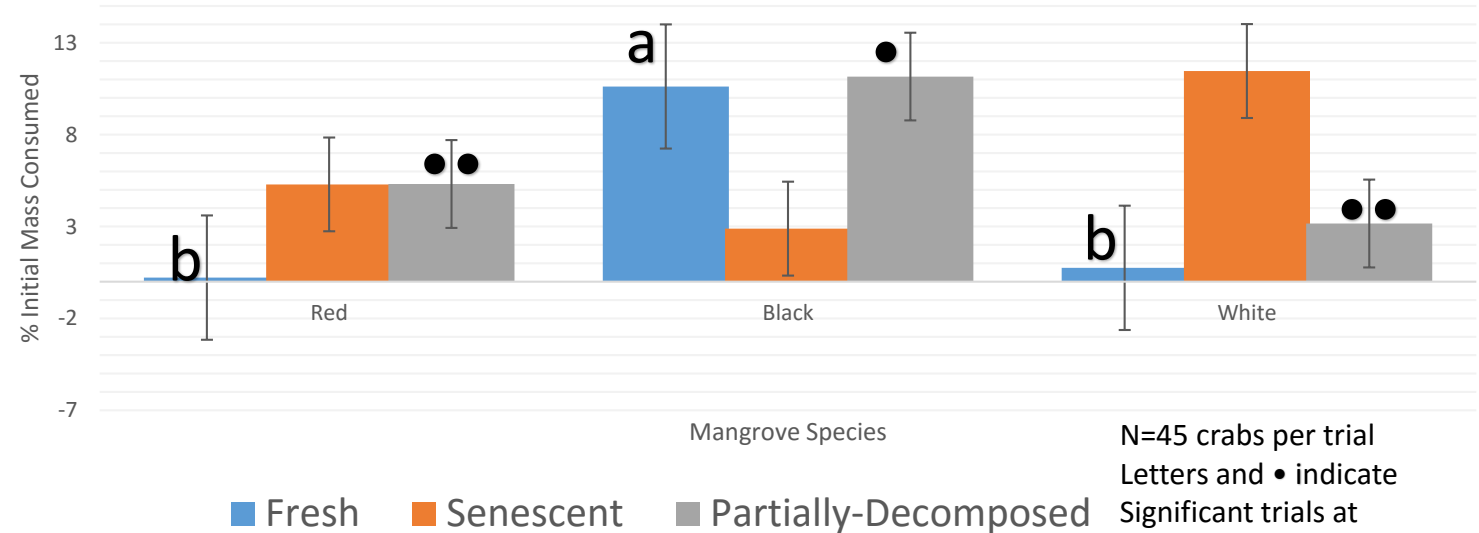 % Initial Mass Consumed
13
8
3
-2
-7
b
●●
a
●
b
●●
Red
Black
White
Mangrove Species
N=45 crabs per trial
Letters and • indicate
Significant trials at
Fresh
Senescent
Partially-Decomposed